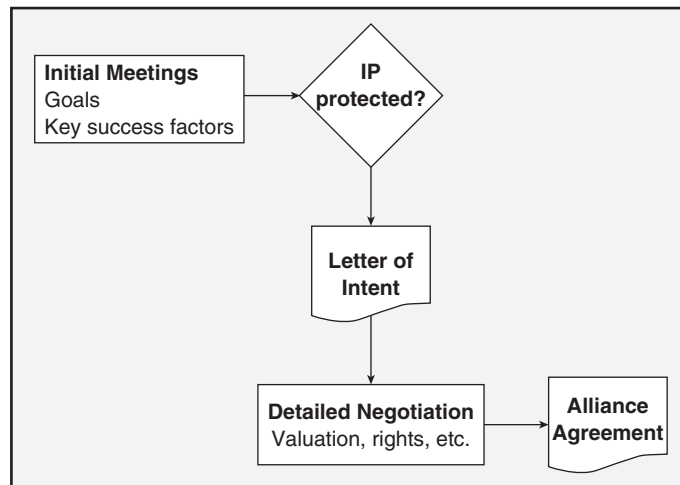 Initial Meetings
Goals
Key success factors
IP
protected?
Letter of
Intent
Detailed Negotiation
Valuation, rights, etc.
Alliance
Agreement